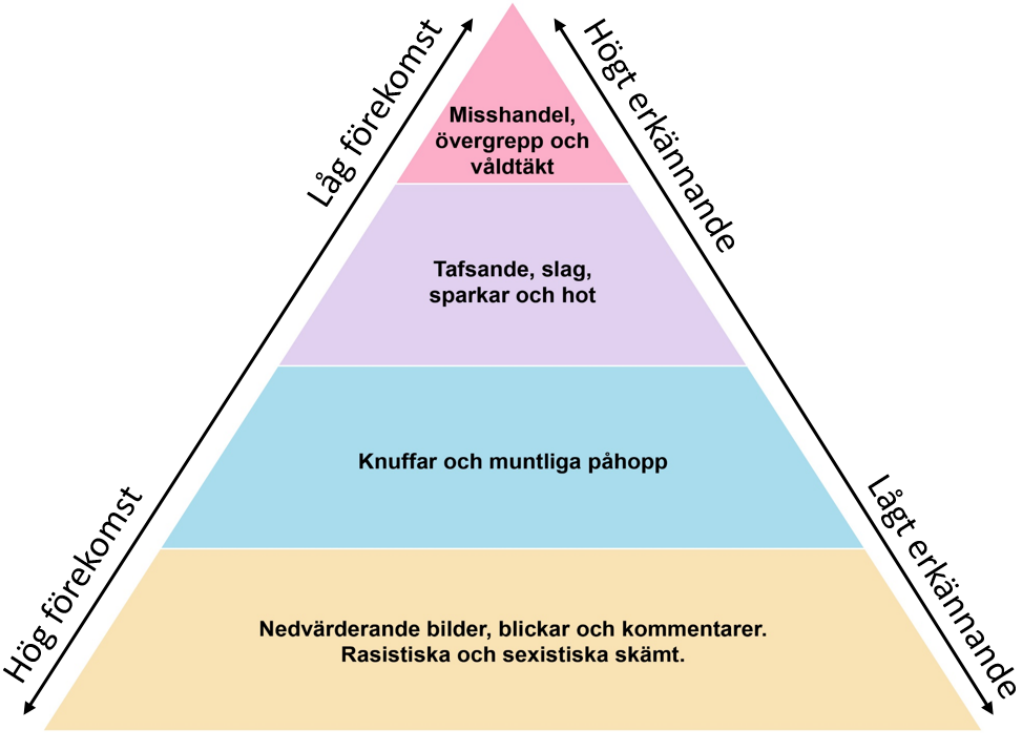 Låg förekomst
Högt erkännande
Misshandel,
övergrepp och
våldtäkt
Tafsande, slag,
sparkar och hot
Knuffar och muntliga påhopp
Hög förekomst
Lågt erkännande
Nedvärderande bilder, blickar och kommentarer.
Rasistiska och sexistiska skämt.